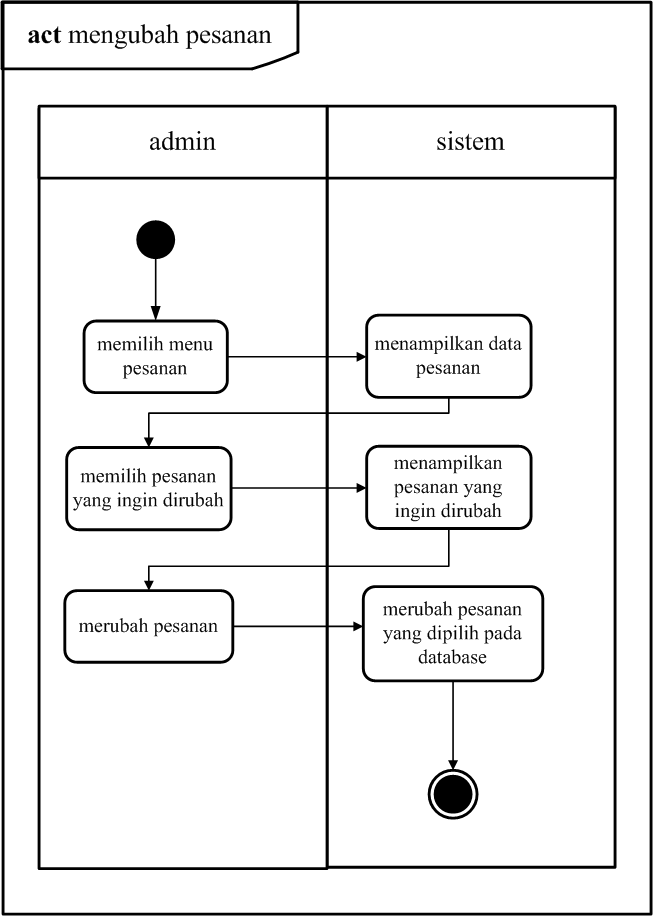 act mengubah pesanan
admin
sistem
memilih menu
pesanan
menampilkan data
pesanan
memilih pesanan
yang ingin dirubah
menampilkan
pesanan yang
ingin dirubah
merubah pesanan
merubah pesanan
yang dipilih pada
database